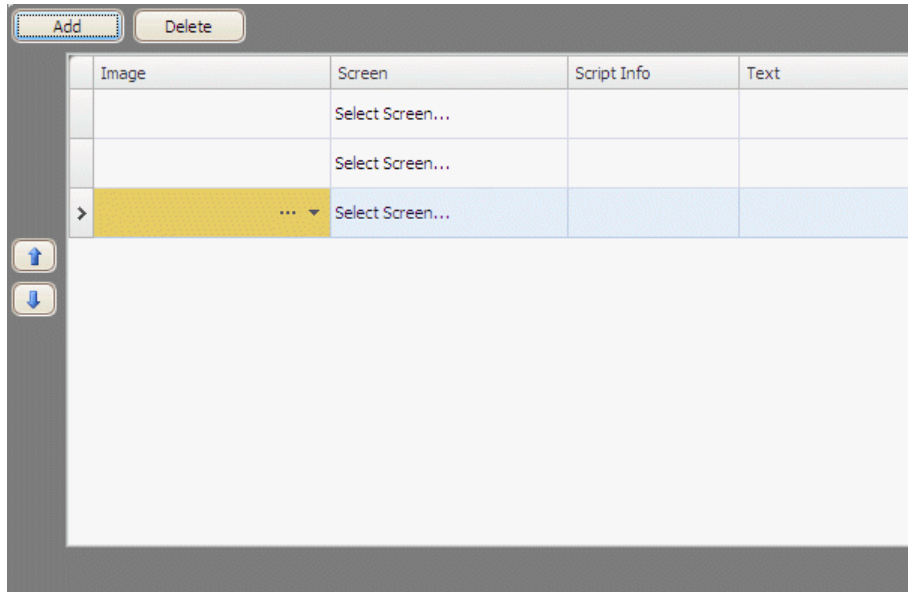 Add Delete
Image Screen Script Info Text
Select Screen...
Select Screen...
... Select Screen...